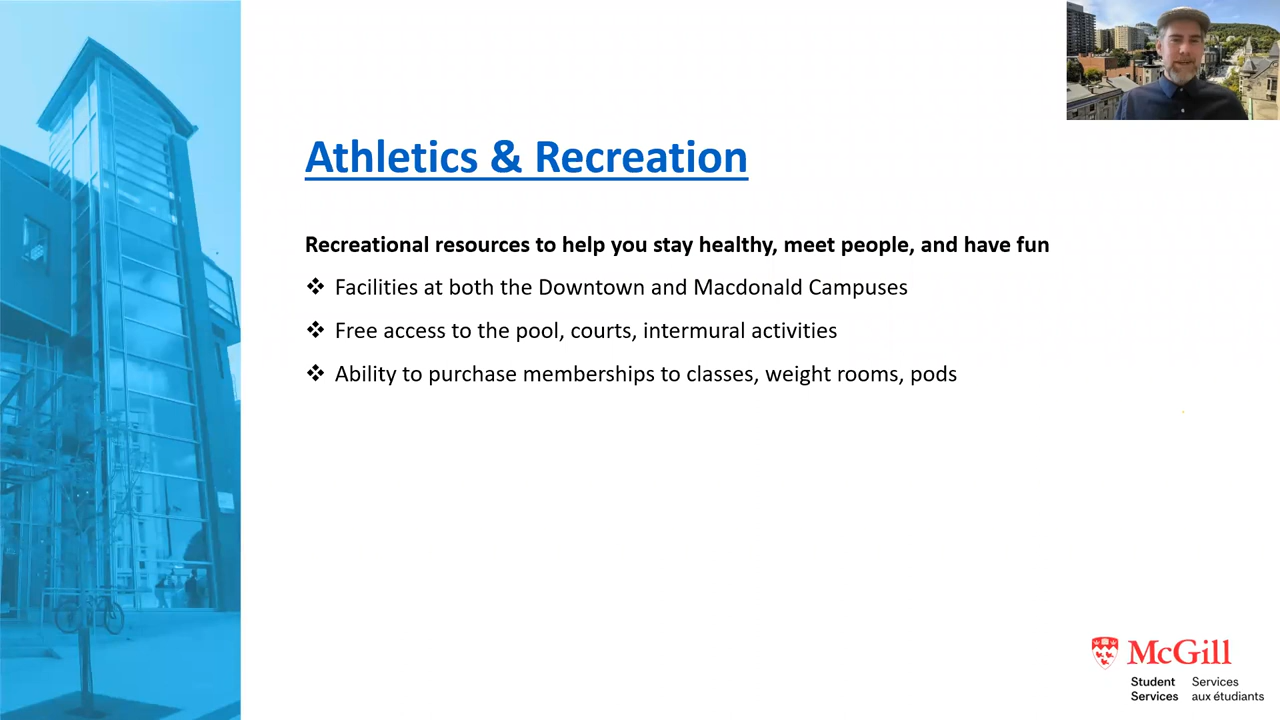 Athletics & Recreation
Recreational resources to help you stay healthy, meet people, and have fun
❖ Facilities at both the Downtown and Macdonald Campuses
❖ Free access to the pool, courts, intermural activities
❖ Ability to purchase memberships to classes, weight rooms, pods
McGill
Student Services
Services aux étudiants